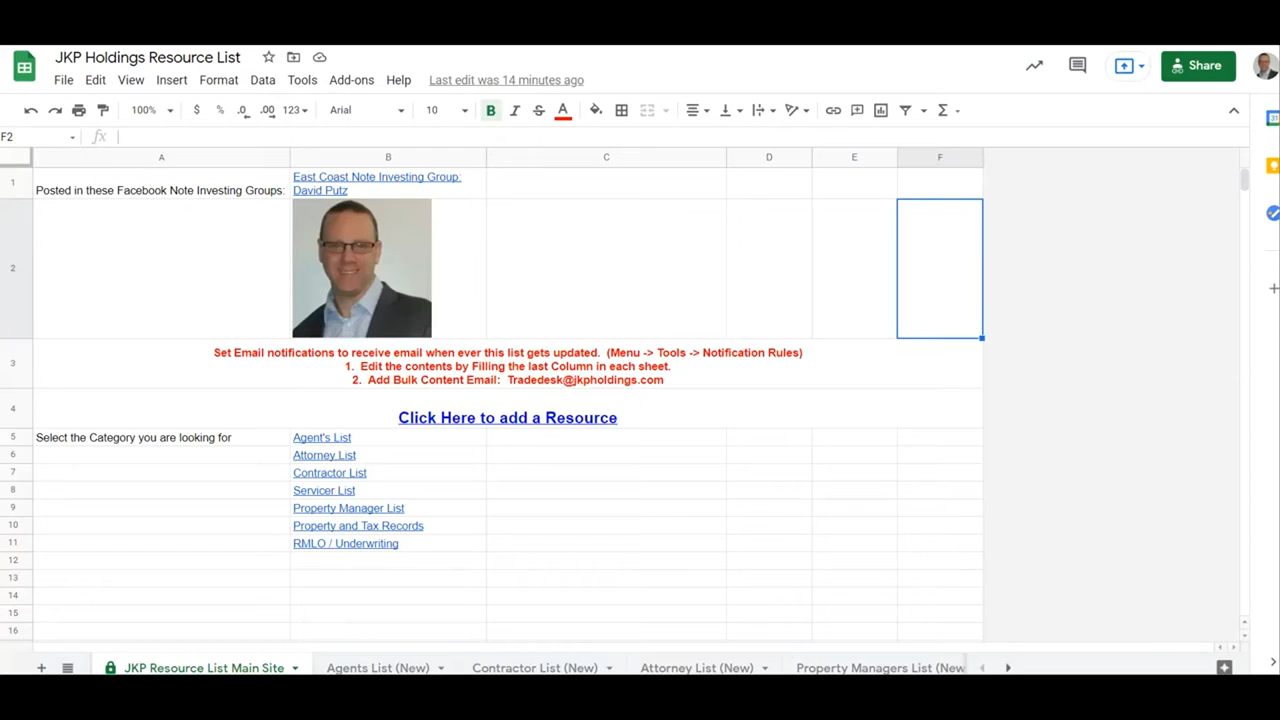 JKP Holdings Resource List
File Edit View Insert Format Data Tools Add-ons Help Last edit was 14 minutes ago
Share
100% $ % .0 .00 123 Arial 10 B I S A
F2 fx
A B C D E F
1 Posted in these Facebook Note Investing Groups: East Coast Note Investing Group:
David Putz
2
3 Set Email notifications to receive email when ever this list gets updated. (Menu -> Tools -> Notification Rules)
1. Edit the contents by Filling the last Column in each sheet.
2. Add Bulk Content Email: Tradedesk@jkpholdings.com
4 Click Here to add a Resource
5 Select the Category you are looking for Agent's List
6 Attorney List
7 Contractor List
8 Servicer List
9 Property Manager List
10 Property and Tax Records
11 RMLO / Underwriting
12
13
14
15
16
JKP Resource List Main Site Agents List (New) Contractor List (New) Attorney List (New) Property Managers List (New